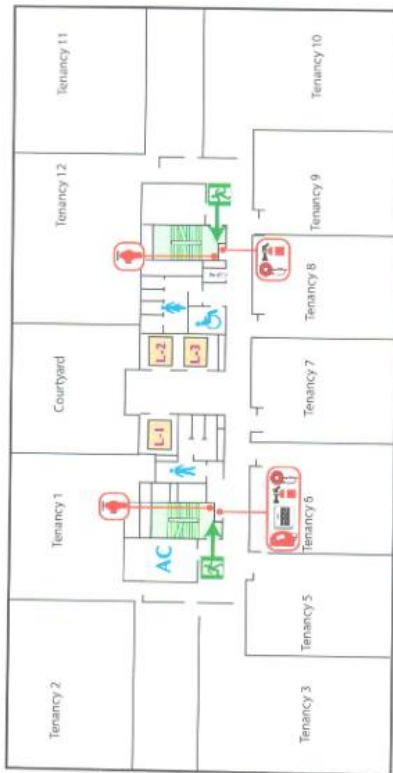 Tenancy 2
Tenancy 1
Courtyard
Tenancy 12
Tenancy 11
AC
L-1
L-2
L-3
Tenancy 3
Tenancy 5
Tenancy 6
Tenancy 7
Tenancy 8
Tenancy 9
Tenancy 10